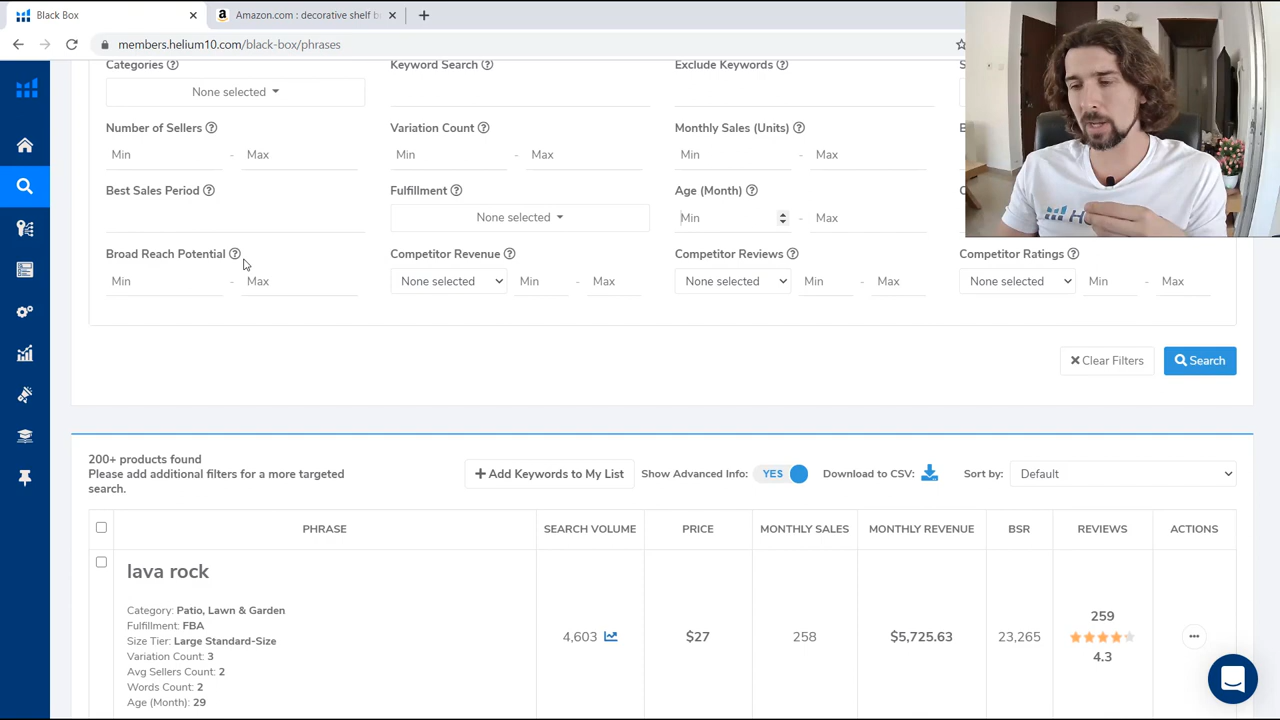 Black Box
Amazon.com : decorative shelf b
members.helium10.com/black-box/phrases
Categories
Keyword Search
Exclude Keywords
None selected
Number of Sellers
Variation Count
Monthly Sales (Units)
Min - Max
Min - Max
Min - Max
Best Sales Period
Fulfillment
Age (Month)
None selected
Min - Max
Broad Reach Potential
Competitor Revenue
Competitor Reviews
Competitor Ratings
Min - Max
None selected Min - Max
None selected Min - Max
None selected Min - Max
Clear Filters
Search
200+ products found
Please add additional filters for a more targeted
search.
+ Add Keywords to My List
Show Advanced Info: YES
Download to CSV:
Sort by: Default
PHRASE SEARCH VOLUME PRICE MONTHLY SALES MONTHLY REVENUE BSR REVIEWS ACTIONS
lava rock
Category: Patio, Lawn & Garden
Fulfillment: FBA
Size Tier: Large Standard-Size
Variation Count: 3
Avg Sellers Count: 2
Words Count: 2
Age (Month): 29
4,603 $27 258 $5,725.63 23,265
259
4.3